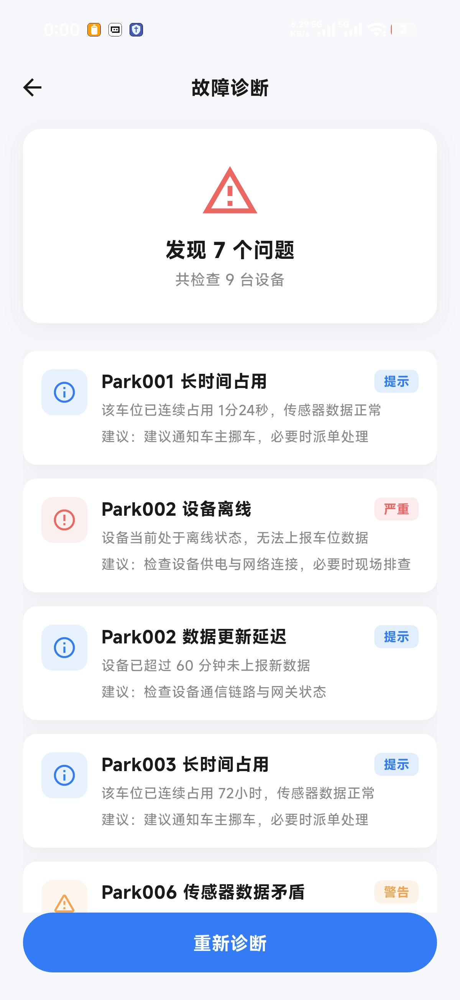 0:00
6.29 5G 5G
KB/s 2
故障诊断
发现 7 个问题
共检查 9 台设备
Park001 长时间占用 提示
该车位已连续占用 1分24秒，传感器数据正常
建议：建议通知车主挪车，必要时派单处理
Park002 设备离线 严重
设备当前处于离线状态，无法上报车位数据
建议：检查设备供电与网络连接，必要时现场排查
Park002 数据更新延迟 提示
设备已超过 60 分钟未上报新数据
建议：检查设备通信链路与网关状态
Park003 长时间占用 提示
该车位已连续占用 72小时，传感器数据正常
建议：建议通知车主挪车，必要时派单处理
Park006 传感器数据矛盾 警告
重新诊断